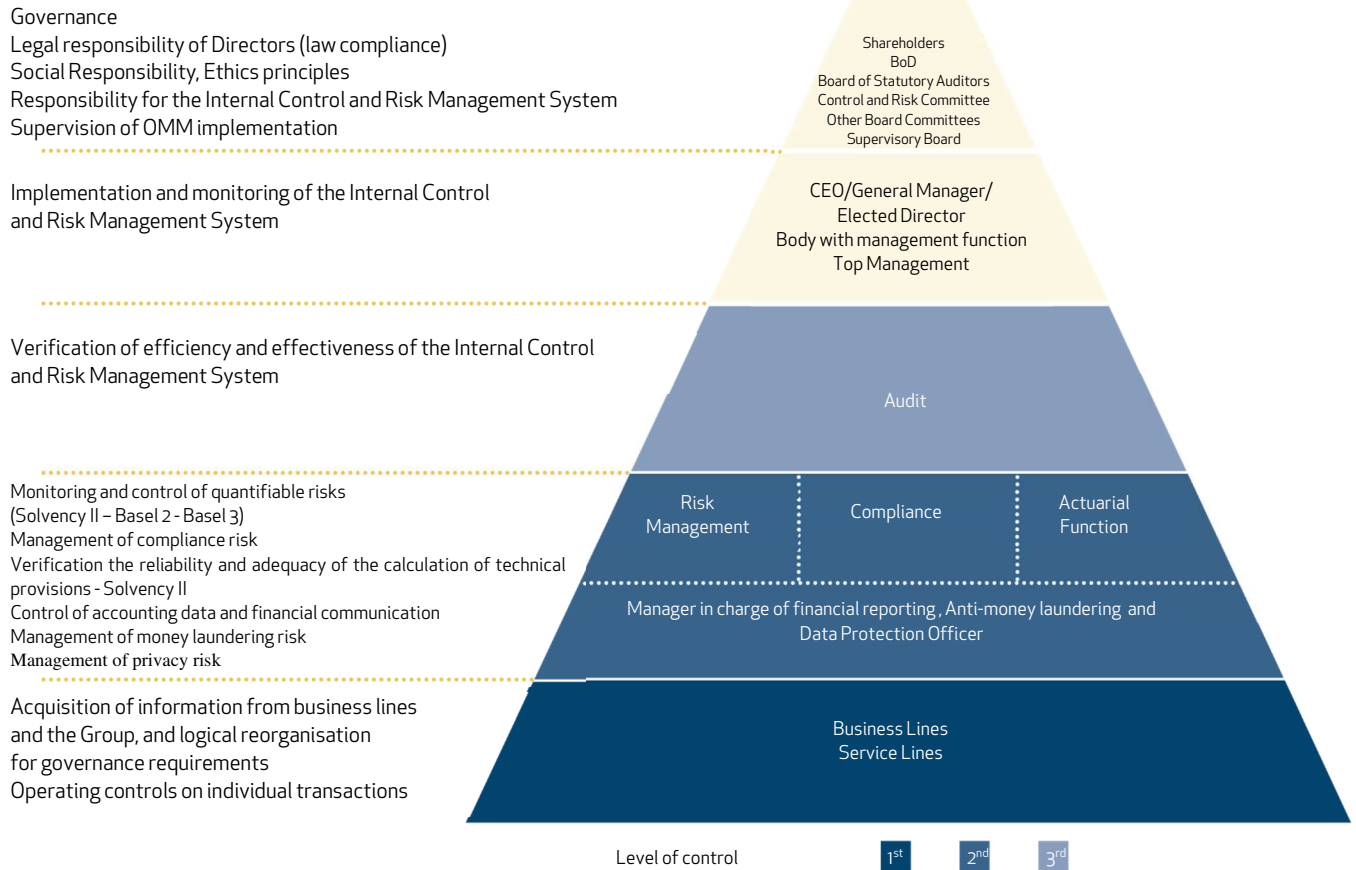 Governance
Legal responsibility of Directors (law compliance)
Social Responsibility, Ethics principles
Responsibility for the Internal Control and Risk Management System
Supervision of OMM implementation
Shareholders
BoD
Board of Statutory Auditors
Control and Risk Committee
Other Board Committees
Supervisory Board
Implementation and monitoring of the Internal Control
and Risk Management System
CEO/General Manager/
Elected Director
Body with management function
Top Management
Verification of efficiency and effectiveness of the Internal Control
and Risk Management System
Audit
Monitoring and control of quantifiable risks
(Solvency II – Basel 2 - Basel 3)
Management of compliance risk
Verification the reliability and adequacy of the calculation of technical
provisions - Solvency II
Control of accounting data and financial communication
Management of money laundering risk
Management of privacy risk
Risk
Management
Compliance
Actuarial
Function
Manager in charge of financial reporting , Anti-money laundering and
Data Protection Officer
Acquisition of information from business lines
and the Group, and logical reorganisation
for governance requirements
Operating controls on individual transactions
Business Lines
Service Lines
Level of control 1st 2nd 3rd